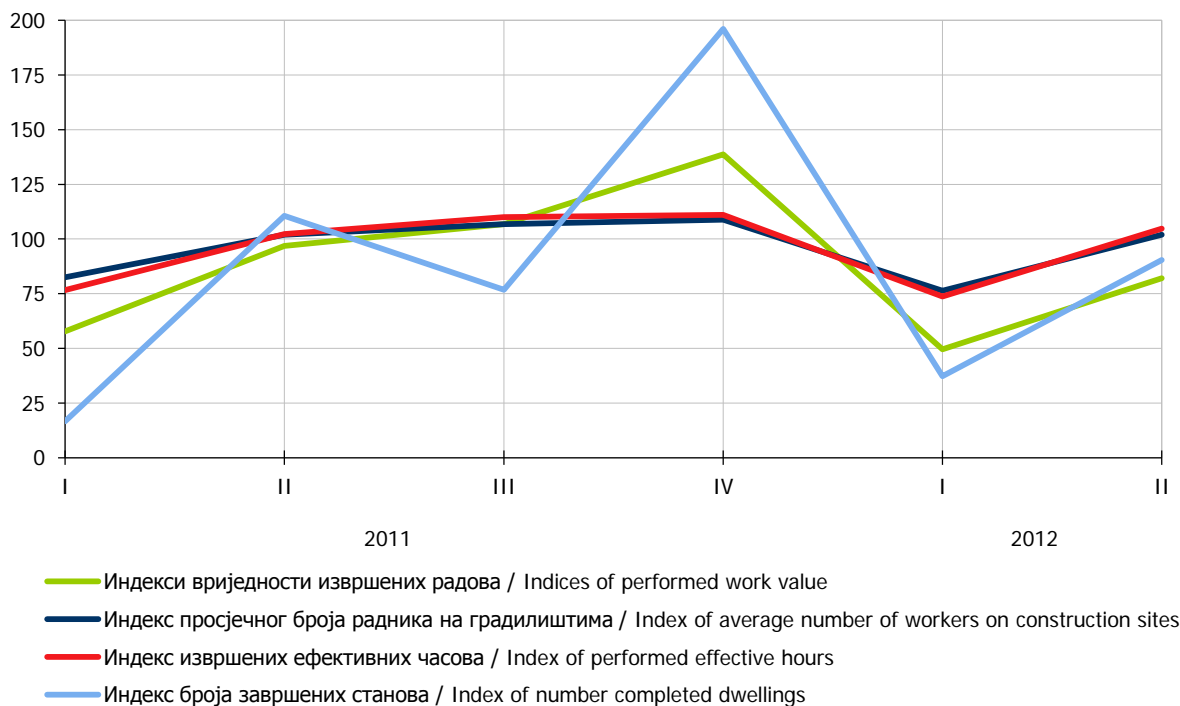 200
175
150
125
100
75
50
25
0
I II III IV I II
2011 2012
Индекси вриједности извршених радова / Indices of performed work value
Индекс просјечног броја радника на градилиштима / Index of average number of workers on construction sites
Индекс извршених ефективних часова / Index of performed effective hours
Индекс броја завршених станова / Index of number completed dwellings